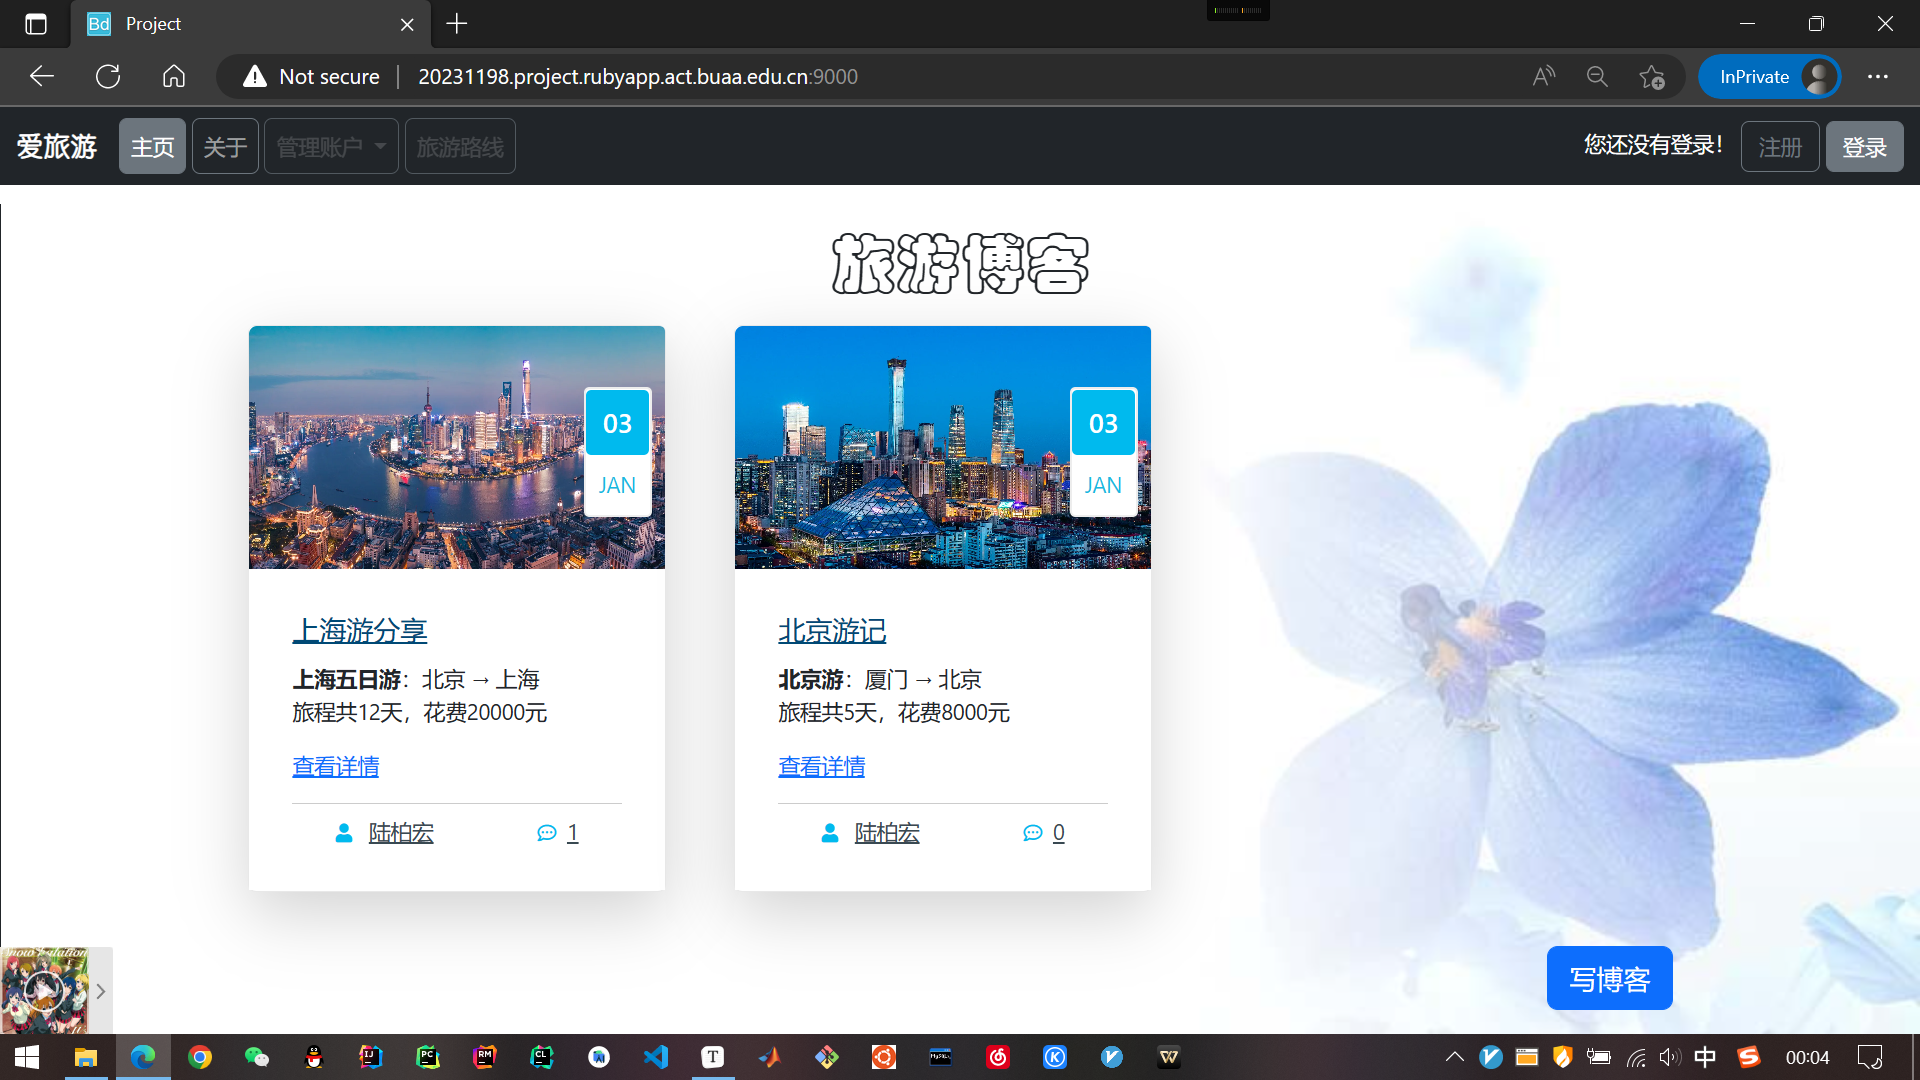 Bd Project
Not secure
20231198.project.rubyapp.act.buaa.edu.cn:9000
InPrivate
爱旅游
主页
关于
管理账户
旅游路线
您还没有登录！
注册
登录
旅游博客
03
JAN
03
JAN
上海游分享
上海五日游：北京 → 上海
旅程共12天，花费20000元
查看详情
陆柏宏
1
北京游记
北京游：厦门 → 北京
旅程共5天，花费8000元
查看详情
陆柏宏
0
写博客
中
00:04